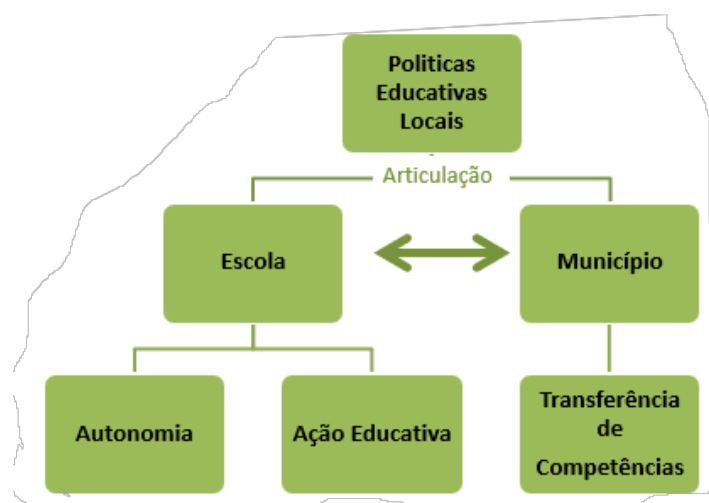 Politicas
Educativas
Locais
Articulação
Escola
Município
Autonomia
Ação Educativa
Transferência
de
Competências